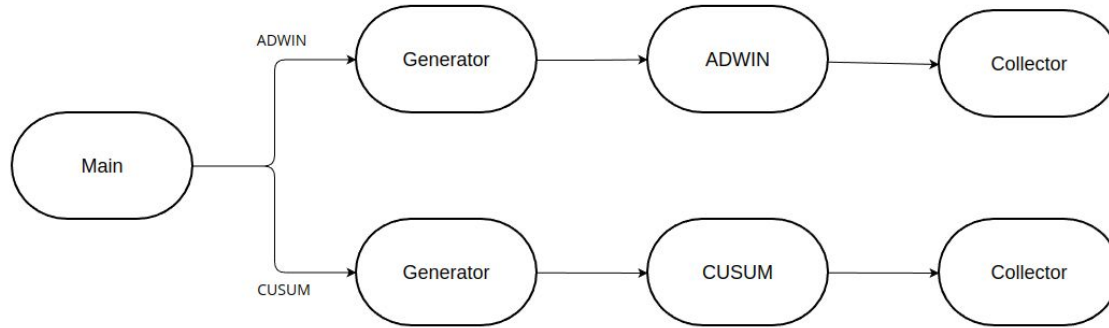 ADWIN
Generator
ADWIN
Collector
Main
CUSUM
Generator
CUSUM
Collector